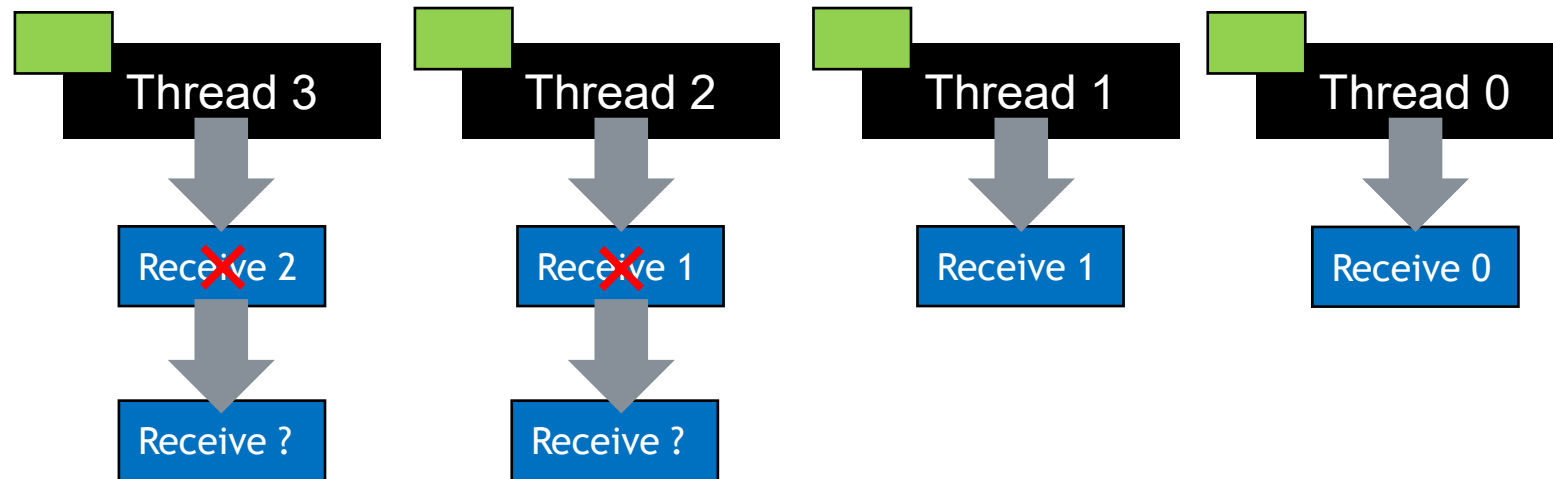 Thread 3
Thread 2
Thread 1
Thread 0
Receive 2
Receive 1
Receive 1
Receive 0
Receive ?
Receive ?